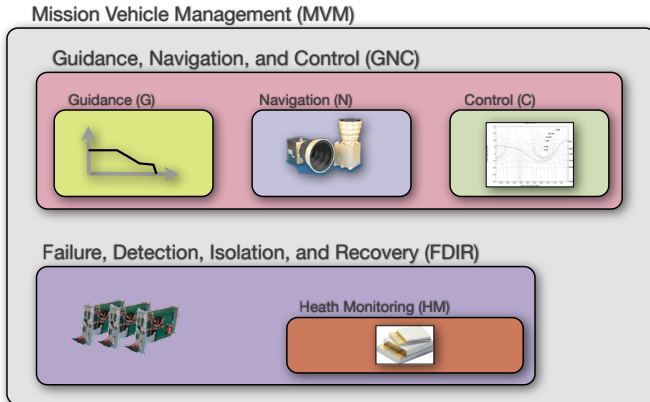 Mission Vehicle Management (MVM)
Guidance, Navigation, and Control (GNC)
Guidance (G)
Navigation (N)
Control (C)
Failure, Detection, Isolation, and Recovery (FDIR)
Heath Monitoring (HM)